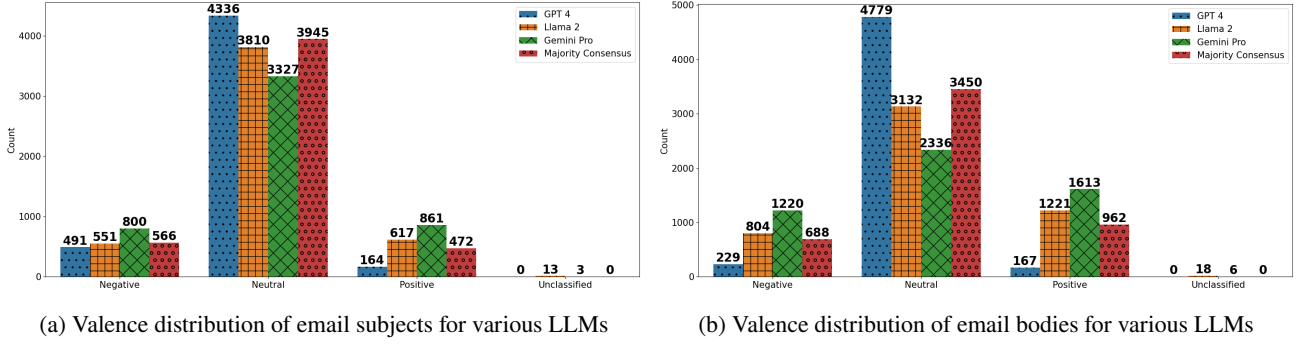 4336
3810
3327
3945
491
551
800
566
164
617
861
472
0
13
3
0
GPT 4
Llama 2
Gemini Pro
Majority Consensus
Count
4000
3000
2000
1000
0
Negative
Neutral
Positive
Unclassified
(a) Valence distribution of email subjects for various LLMs
4779
3132
2336
3450
229
804
1220
688
167
1221
1613
962
0
18
6
0
GPT 4
Llama 2
Gemini Pro
Majority Consensus
Count
5000
4000
3000
2000
1000
0
Negative
Neutral
Positive
Unclassified
(b) Valence distribution of email bodies for various LLMs